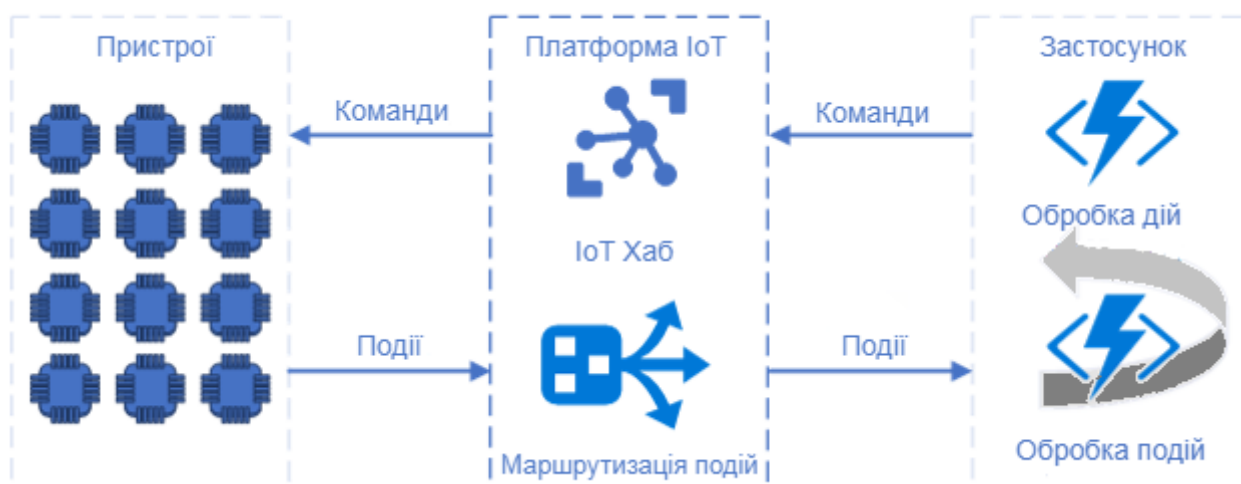 Пристрої
Платформа IoT
Застосунок
Команди
Команди
Обробка дій
IoT Хаб
Події
Події
Обробка подій
Маршрутизація подій